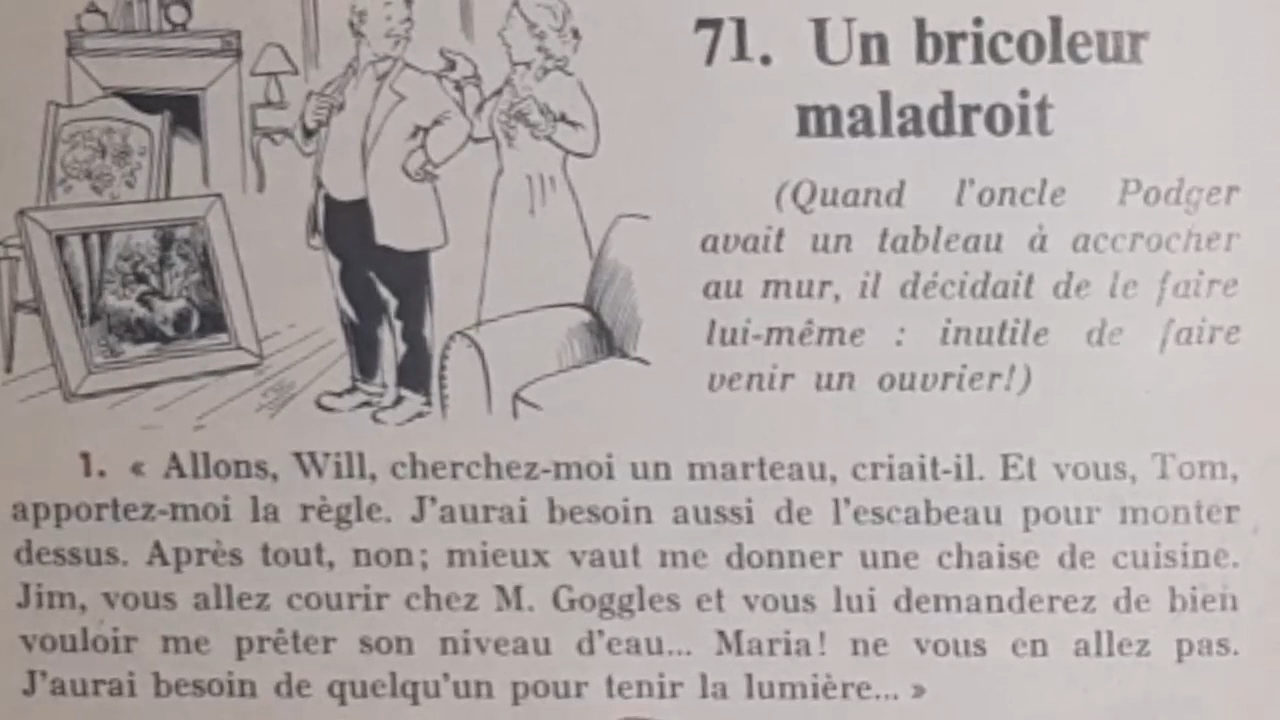 71. Un bricoleur
maladroit
(Quand l'oncle Podger
avait un tableau à accrocher
au mur, il décidait de le faire
lui-même : inutile de faire
venir un ouvrier!)
1. « Allons, Will, cherchez-moi un marteau, criait-il. Et vous, Tom,
apportez-moi la règle. J'aurai besoin aussi de l'escabeau pour monter
dessus. Après tout, non; mieux vaut me donner une chaise de cuisine.
Jim, vous allez courir chez M. Goggles et vous lui demanderez de bien
vouloir me prêter son niveau d'eau... Maria! ne vous en allez pas.
J'aurai besoin de quelqu'un pour tenir la lumière... »